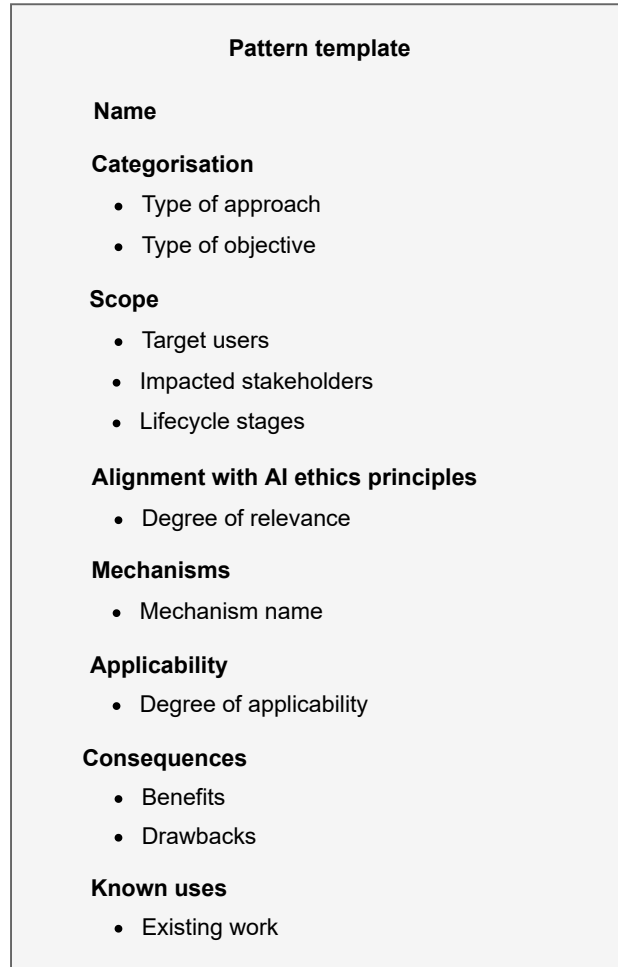 Pattern template
Name
Categorisation
• Type of approach
• Type of objective
Scope
• Target users
• Impacted stakeholders
• Lifecycle stages
Alignment with AI ethics principles
• Degree of relevance
Mechanisms
• Mechanism name
Applicability
• Degree of applicability
Consequences
• Benefits
• Drawbacks
Known uses
• Existing work